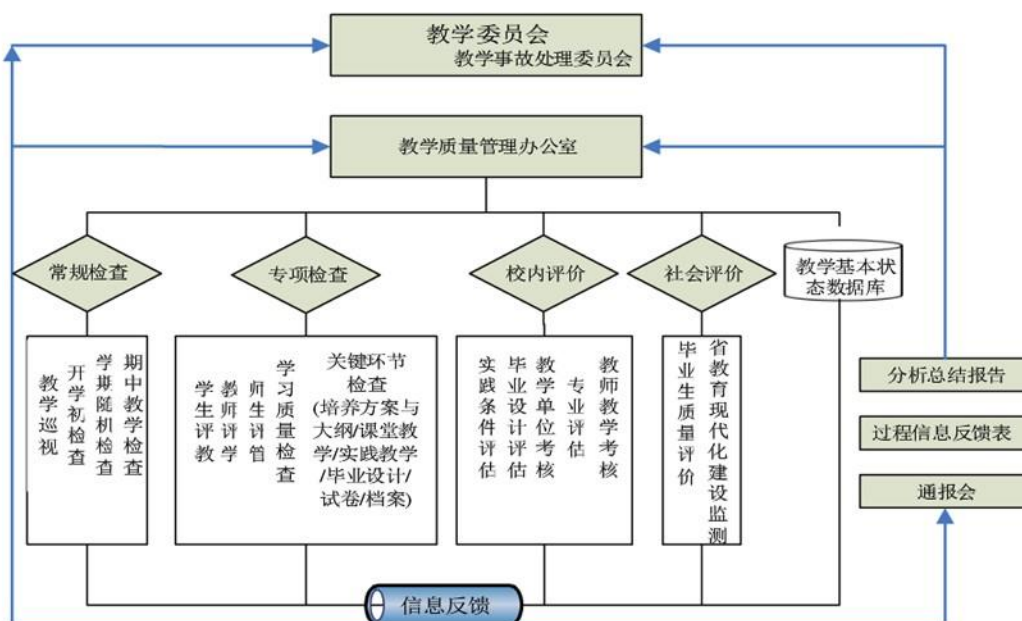 教学委员会
教学事故处理委员会
教学质量管理办公室
常规检查
专项检查
校内评价
社会评价
教学基本状
态数据库
教学巡视
开学初检查
学期随机检查
期中教学检查
学生评教
教师评学
师生评管
学习质量检查
关键环节
检查
(培养方案与
大纲/课堂教
学/实践教学
/毕业设计/
试卷/档案)
实践条件评估
毕业设计评估
教学单位考核
专业评估
教师教学考核
毕业生质量评价
省教育现代化建设监测
分析总结报告
过程信息反馈表
通报会
信息反馈